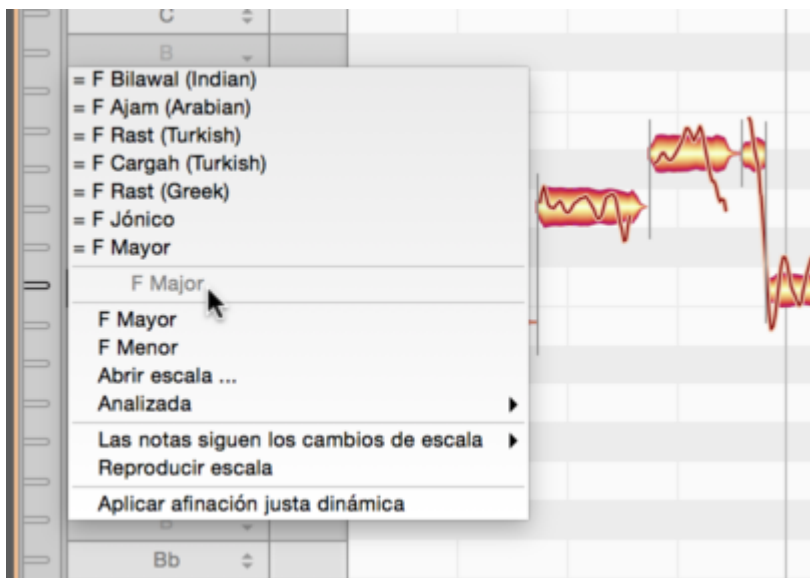 C
B
= F Bilawal (Indian)
= F Ajam (Arabian)
= F Rast (Turkish)
= F Cargah (Turkish)
= F Rast (Greek)
= F Jónico
= F Mayor
F Major
F Mayor
F Menor
Abrir escala ...
Analizada
Las notas siguen los cambios de escala
Reproducir escala
Aplicar afinación justa dinámica
Bb